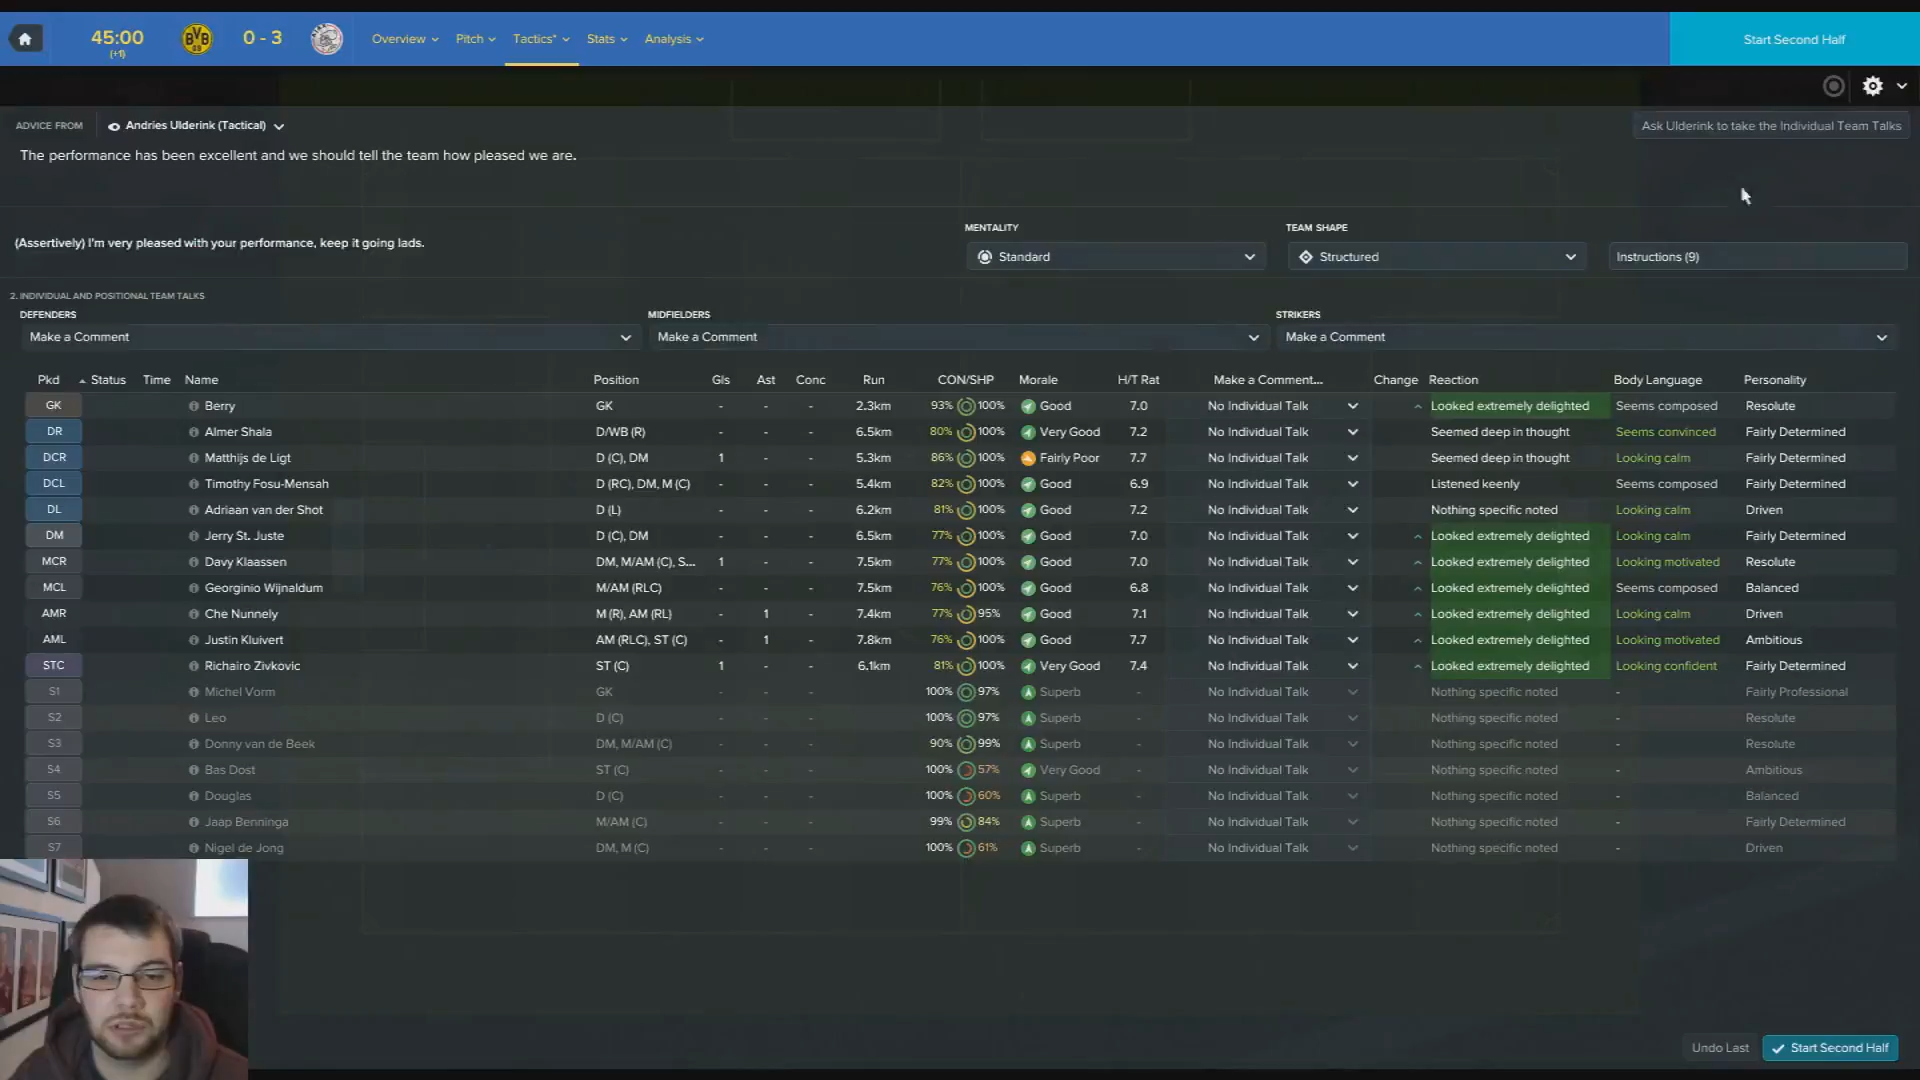 45:00
(+1)
BVB
09
0 - 3
Overview
Pitch
Tactics*
Stats
Analysis
Start Second Half
ADVICE FROM
Andries Ulderink (Tactical)
Ask Ulderink to take the Individual Team Talks
The performance has been excellent and we should tell the team how pleased we are.
(Assertively) I'm very pleased with your performance, keep it going lads.
MENTALITY
Standard
TEAM SHAPE
Structured
Instructions (9)
2. INDIVIDUAL AND POSITIONAL TEAM TALKS
DEFENDERS MIDFIELDERS STRIKERS
Make a Comment Make a Comment Make a Comment
Pkd Status Time Name Position Gls Ast Conc Run CON/SHP Morale H/T Rat Make a Comment... Change Reaction Body Language Personality
GK Berry GK - - - 2.3km 93% 100% Good 7.0 No Individual Talk Looked extremely delighted Seems composed Resolute
DR Almer Shala D/WB (R) - - - 6.5km 80% 100% Very Good 7.2 No Individual Talk Seemed deep in thought Seems convinced Fairly Determined
DCR Matthijs de Ligt D (C), DM 1 - - 5.3km 86% 100% Fairly Poor 7.7 No Individual Talk Seemed deep in thought Looking calm Fairly Determined
DCL Timothy Fosu-Mensah D (RC), DM, M (C) - - - 5.4km 82% 100% Good 6.9 No Individual Talk Listened keenly Seems composed Fairly Determined
DL Adriaan van der Shot D (L) - - - 6.2km 81% 100% Good 7.2 No Individual Talk Nothing specific noted Looking calm Driven
DM Jerry St. Juste D (C), DM - - - 6.5km 77% 100% Good 7.0 No Individual Talk Looked extremely delighted Looking calm Fairly Determined
MCR Davy Klaassen DM, M/AM (C), S... 1 - - 7.5km 77% 100% Good 7.0 No Individual Talk Looked extremely delighted Looking motivated Resolute
MCL Georginio Wijnaldum M/AM (RLC) - - - 7.5km 76% 100% Good 6.8 No Individual Talk Looked extremely delighted Seems composed Balanced
AMR Che Nunnely M (R), AM (RL) - 1 - 7.4km 77% 95% Good 7.1 No Individual Talk Looked extremely delighted Looking calm Driven
AML Justin Kluivert AM (RLC), ST (C) - 1 - 7.8km 76% 100% Good 7.7 No Individual Talk Looked extremely delighted Looking motivated Ambitious
STC Richairo Zivkovic ST (C) 1 - - 6.1km 81% 100% Very Good 7.4 No Individual Talk Looked extremely delighted Looking confident Fairly Determined
S1 Michel Vorm GK - - - 100% 97% Superb - No Individual Talk Nothing specific noted - Fairly Professional
S2 Leo D (C) - - - 100% 97% Superb - No Individual Talk Nothing specific noted - Resolute
S3 Donny van de Beek DM, M/AM (C) - - - 90% 99% Superb - No Individual Talk Nothing specific noted - Resolute
S4 Bas Dost ST (C) - - - 100% 57% Very Good - No Individual Talk Nothing specific noted - Ambitious
S5 Douglas D (C) - - - 100% 60% Superb - No Individual Talk Nothing specific noted - Balanced
S6 Jaap Benninga M/AM (C) - - - 99% 84% Superb - No Individual Talk Nothing specific noted - Fairly Determined
S7 Nigel de Jong DM, M (C) - - - 100% 61% Superb - No Individual Talk Nothing specific noted - Driven
Undo Last
Start Second Half